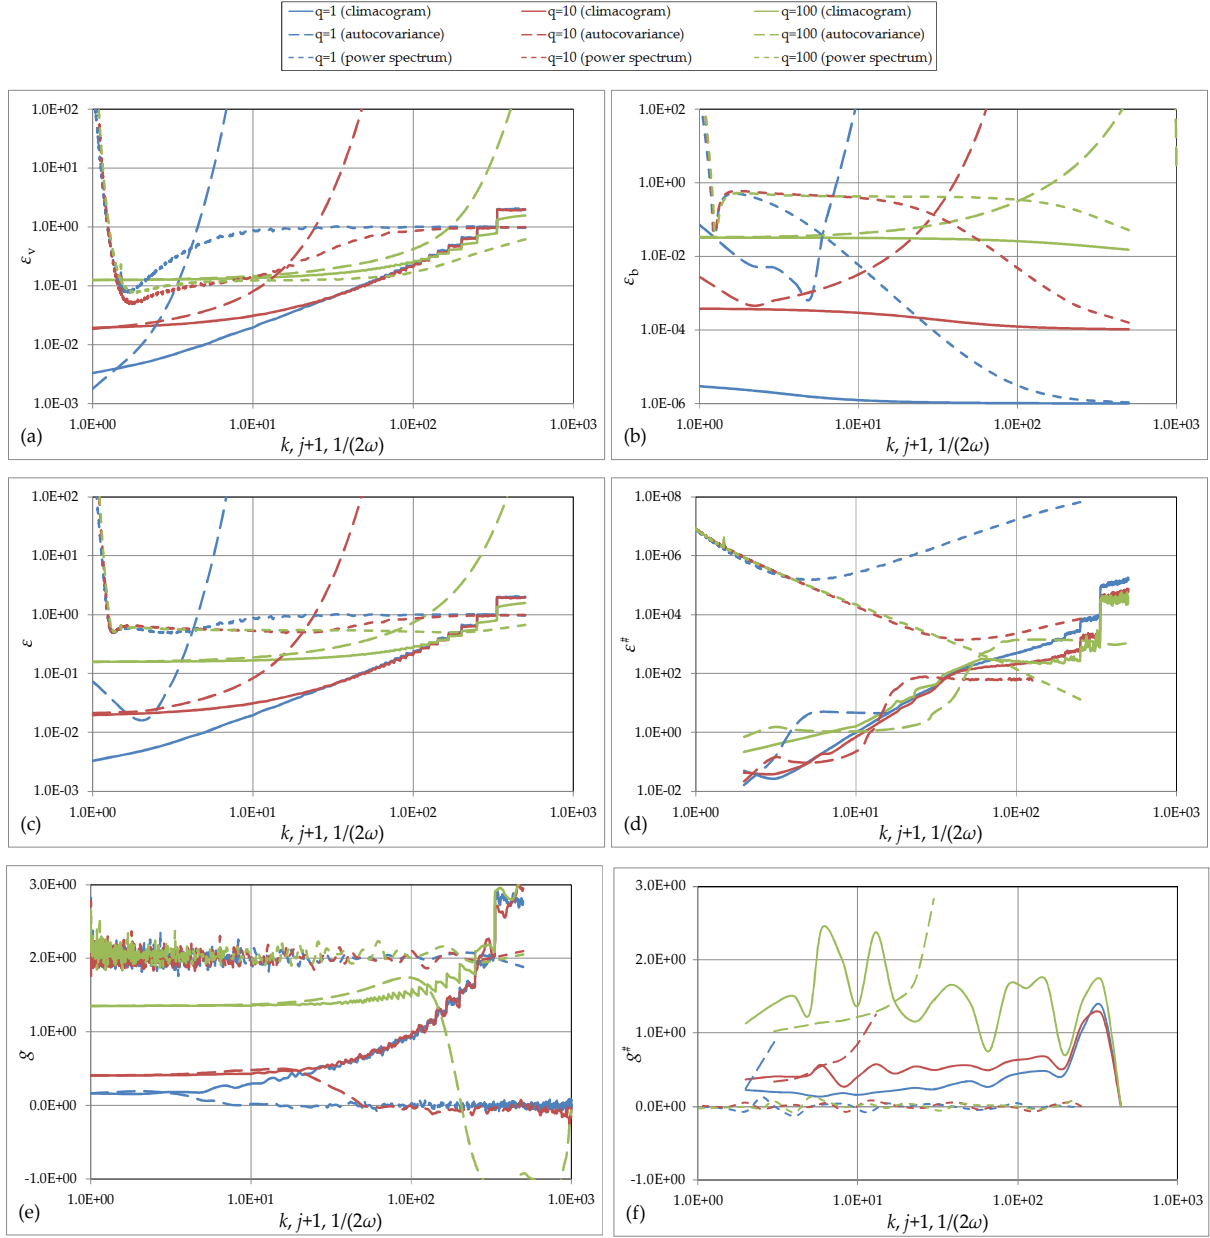 q=1 (climacogram) q=10 (climacogram) q=100 (climacogram)
q=1 (autocovariance) q=10 (autocovariance) q=100 (autocovariance)
q=1 (power spectrum) q=10 (power spectrum) q=100 (power spectrum)
1.0E+02
1.0E+01
1.0E+00
1.0E-01
1.0E-02
1.0E-03
εv
1.0E+00 1.0E+01 1.0E+02 1.0E+03
(a) k, j+1, 1/(2ω)
1.0E+02
1.0E+00
1.0E-02
1.0E-04
1.0E-06
εb
1.0E+00 1.0E+01 1.0E+02 1.0E+03
(b) k, j+1, 1/(2ω)
1.0E+02
1.0E+01
1.0E+00
1.0E-01
1.0E-02
1.0E-03
ε
1.0E+00 1.0E+01 1.0E+02 1.0E+03
(c) k, j+1, 1/(2ω)
1.0E+08
1.0E+06
1.0E+04
1.0E+02
1.0E+00
1.0E-02
ε#
1.0E+00 1.0E+01 1.0E+02 1.0E+03
(d) k, j+1, 1/(2ω)
3.0E+00
2.0E+00
1.0E+00
0.0E+00
-1.0E+00
g
1.0E+00 1.0E+01 1.0E+02 1.0E+03
(e) k, j+1, 1/(2ω)
3.0E+00
2.0E+00
1.0E+00
0.0E+00
-1.0E+00
g#
1.0E+00 1.0E+01 1.0E+02 1.0E+03
(f) k, j+1, 1/(2ω)